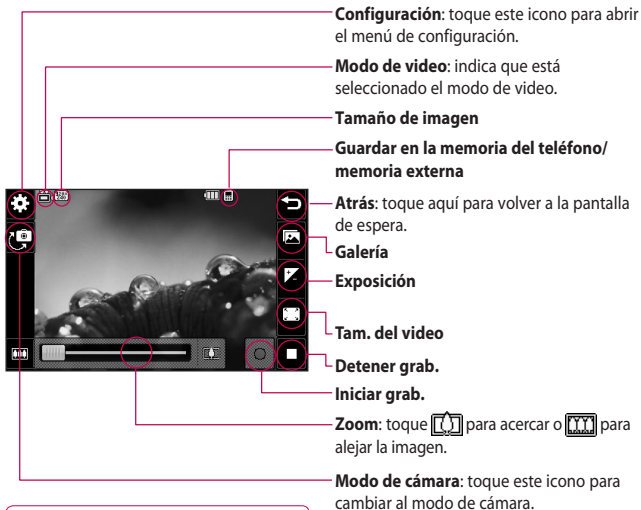 Configuración: toque este icono para abrir
el menú de configuración.
Modo de video: indica que está
seleccionado el modo de video.
Tamaño de imagen
Guardar en la memoria del teléfono/
memoria externa
Atrás: toque aquí para volver a la pantalla
de espera.
Galería
Exposición
Tam. del video
Detener grab.
Iniciar grab.
Zoom: toque para acercar o para
alejar la imagen.
Modo de cámara: toque este icono para
cambiar al modo de cámara.